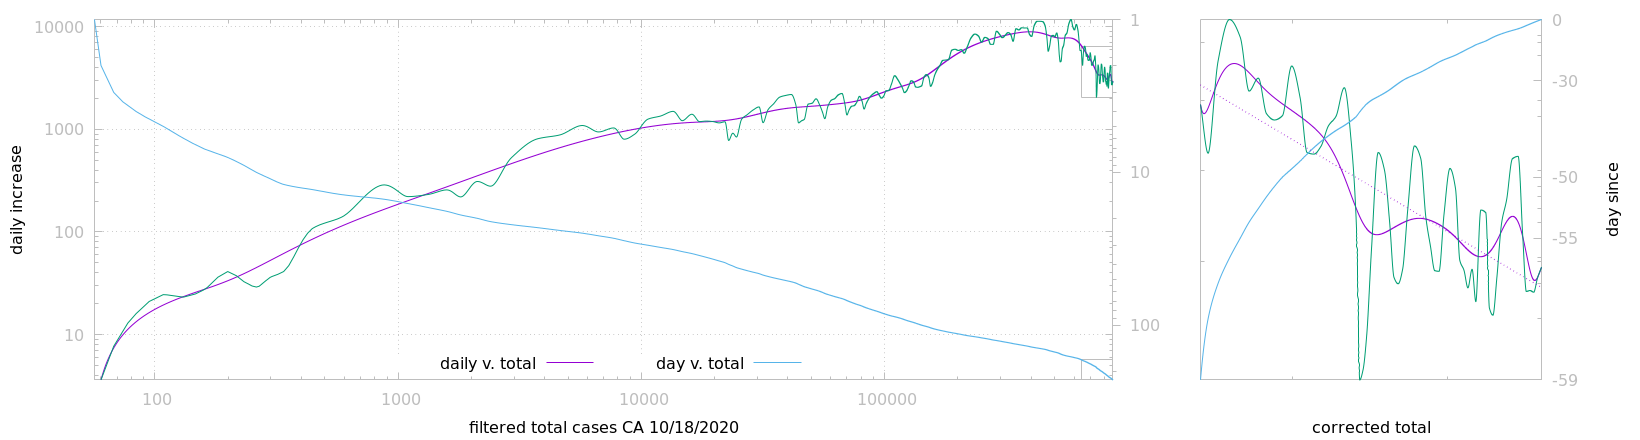 10000
1000
100
10
daily increase
100
1000
10000
100000
filtered total cases CA 10/18/2020
daily v. total
day v. total
1
10
100
0
-30
-50
-55
-59
day since
corrected total